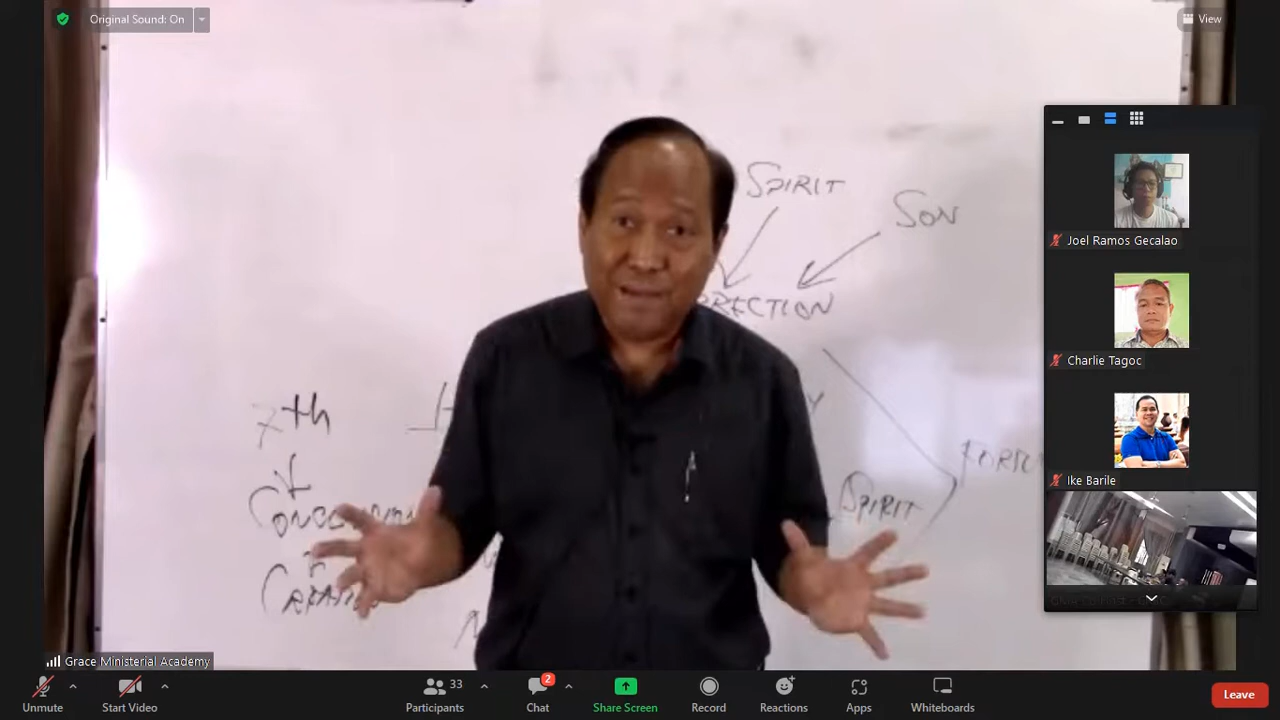 Original Sound: On
View
SPIRIT
SON
RRECTION
7th
SPIRIT
Joel Ramos Gecalao
Charlie Tagoc
Ike Barile
Grace Ministerial Academy
Unmute
Start Video
33
Participants
2
Chat
Share Screen
Record
Reactions
Apps
Whiteboards
Leave